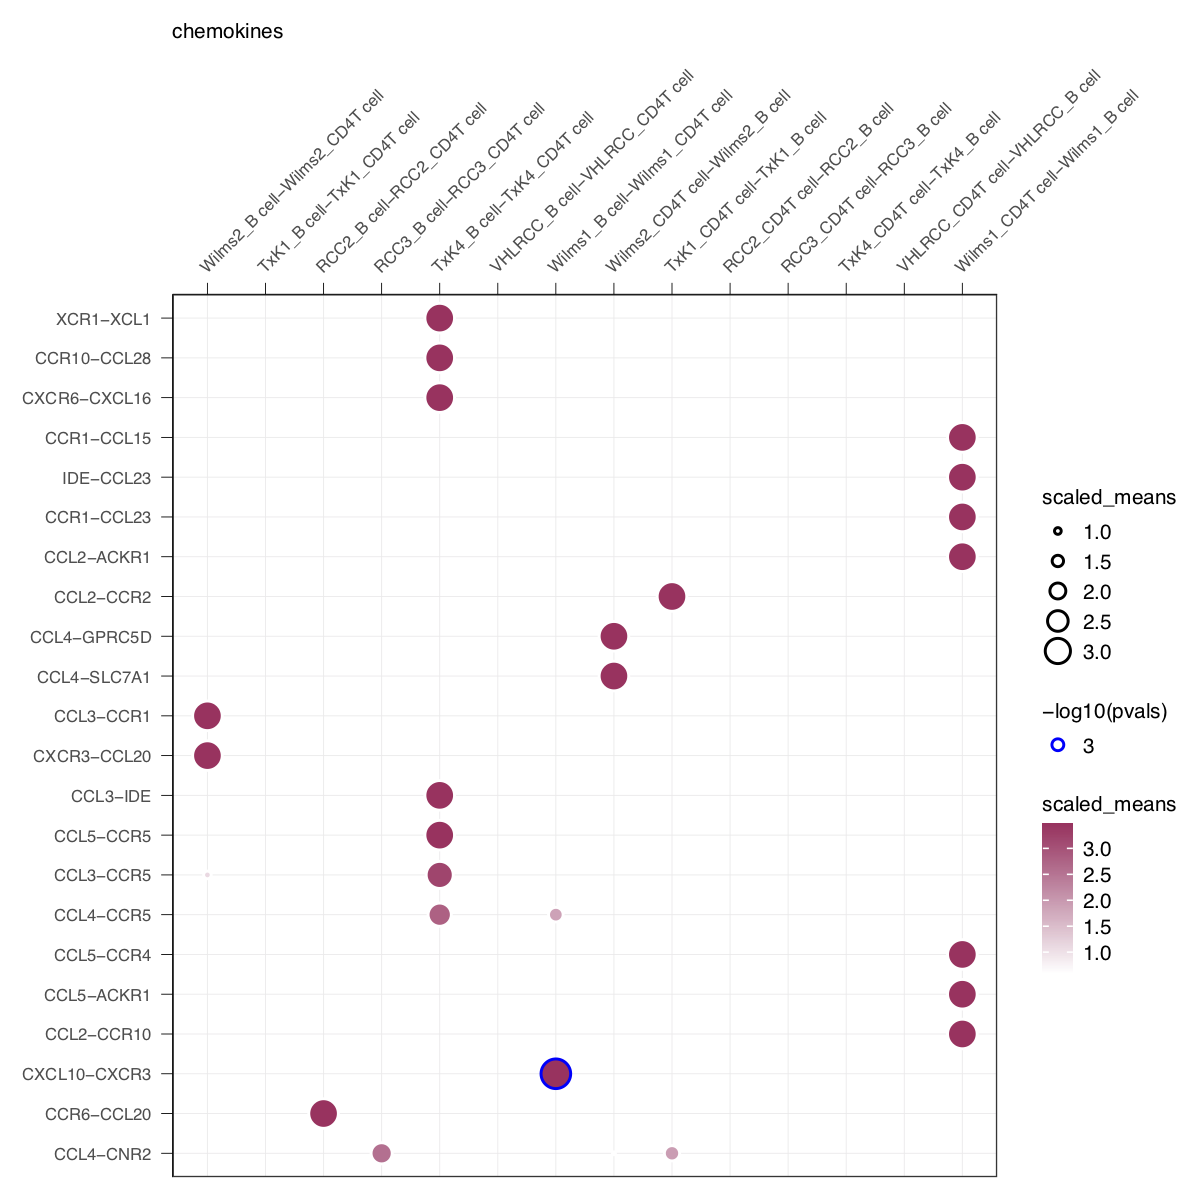 chemokines
Wilms2_B cell−Wilms2_CD4T cell
TxK1_B cell−TxK1_CD4T cell
RCC2_B cell−RCC2_CD4T cell
RCC3_B cell−RCC3_CD4T cell
TxK4_B cell−TxK4_CD4T cell
VHLRCC_B cell−VHLRCC_CD4T cell
Wilms1_B cell−Wilms1_CD4T cell
Wilms2_CD4T cell−Wilms2_B cell
TxK1_CD4T cell−TxK1_B cell
RCC2_CD4T cell−RCC2_B cell
RCC3_CD4T cell−RCC3_B cell
TxK4_CD4T cell−TxK4_B cell
VHLRCC_CD4T cell−VHLRCC_B cell
Wilms1_CD4T cell−Wilms1_B cell
XCR1−XCL1
CCR10−CCL28
CXCR6−CXCL16
CCR1−CCL15
IDE−CCL23
CCR1−CCL23
CCL2−ACKR1
CCL2−CCR2
CCL4−GPRC5D
CCL4−SLC7A1
CCL3−CCR1
CXCR3−CCL20
CCL3−IDE
CCL5−CCR5
CCL3−CCR5
CCL4−CCR5
CCL5−CCR4
CCL5−ACKR1
CCL2−CCR10
CXCL10−CXCR3
CCR6−CCL20
CCL4−CNR2
scaled_means
1.0
1.5
2.0
2.5
3.0
−log10(pvals)
3
scaled_means
3.0
2.5
2.0
1.5
1.0